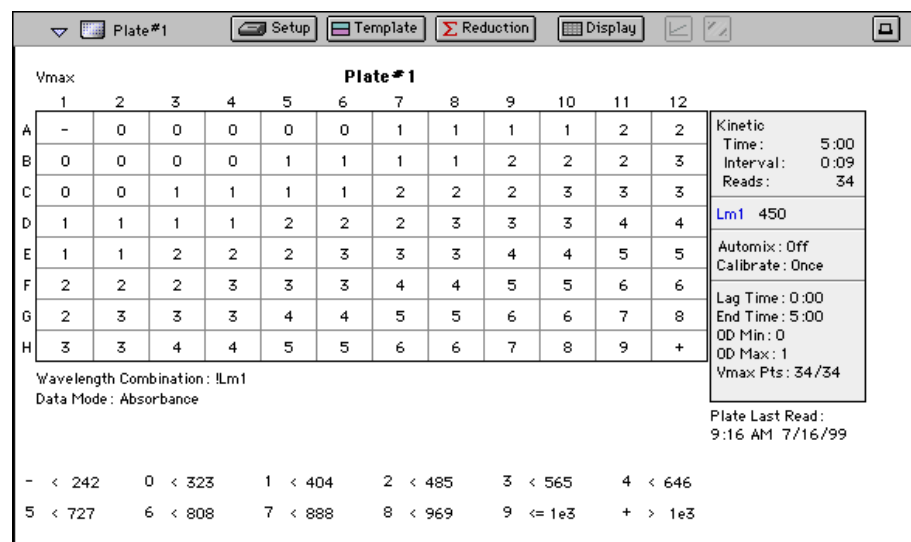 Plate#1 Setup Template Reduction Display
Vmax Plate#1
1 2 3 4 5 6 7 8 9 10 11 12
A - 0 0 0 0 0 1 1 1 1 2 2
B 0 0 0 0 1 1 1 1 2 2 2 3
C 0 0 1 1 1 1 2 2 2 3 3 3
D 1 1 1 1 2 2 2 3 3 3 4 4
E 1 1 2 2 2 3 3 3 4 4 5 5
F 2 2 2 3 3 3 4 4 5 5 6 6
G 2 3 3 3 4 4 5 5 6 6 7 8
H 3 3 4 4 5 5 6 6 7 8 9 +
Kinetic
Time: 5:00
Interval: 0:09
Reads: 34
Lm1 450
Automix: Off
Calibrate: Once
Lag Time: 0:00
End Time: 5:00
OD Min: 0
OD Max: 1
Vmax Pts: 34/34
Wavelength Combination: !Lm1
Data Mode: Absorbance
Plate Last Read:
9:16 AM 7/16/99
- < 242 0 < 323 1 < 404 2 < 485 3 < 565 4 < 646
5 < 727 6 < 808 7 < 888 8 < 969 9 <= 1e3 + > 1e3